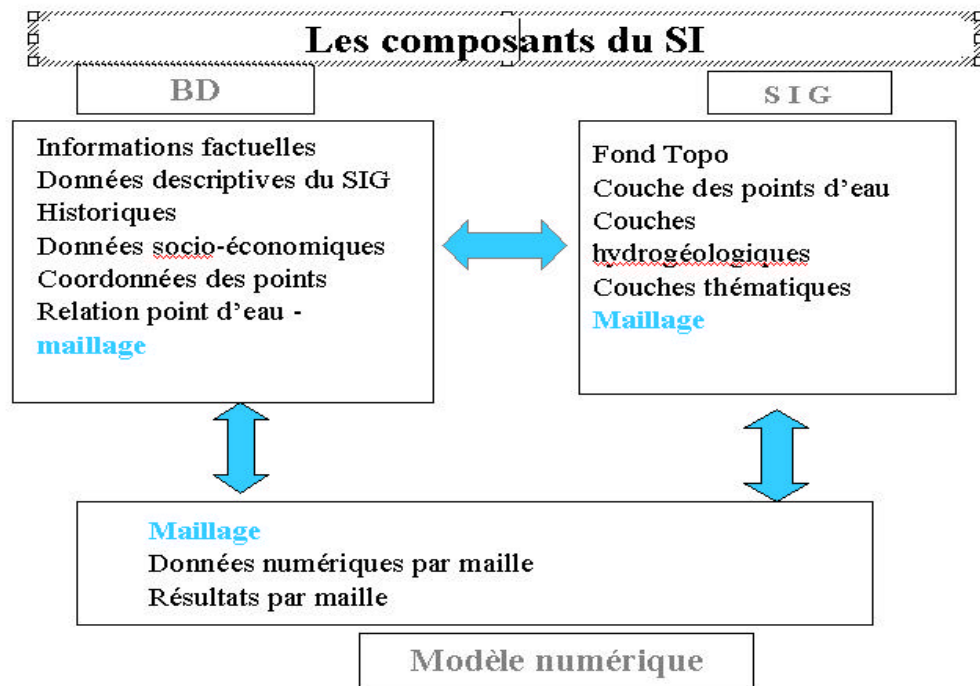 Les composants du SI
BD
Informations factuelles
Données descriptives du SIG
Historiques
Données socio-économiques
Coordonnées des points
Relation point d'eau -
maillage
S I G
Fond Topo
Couche des points d'eau
Couches
hydrogéologiques
Couches thématiques
Maillage
Maillage
Données numériques par maille
Résultats par maille
Modèle numérique